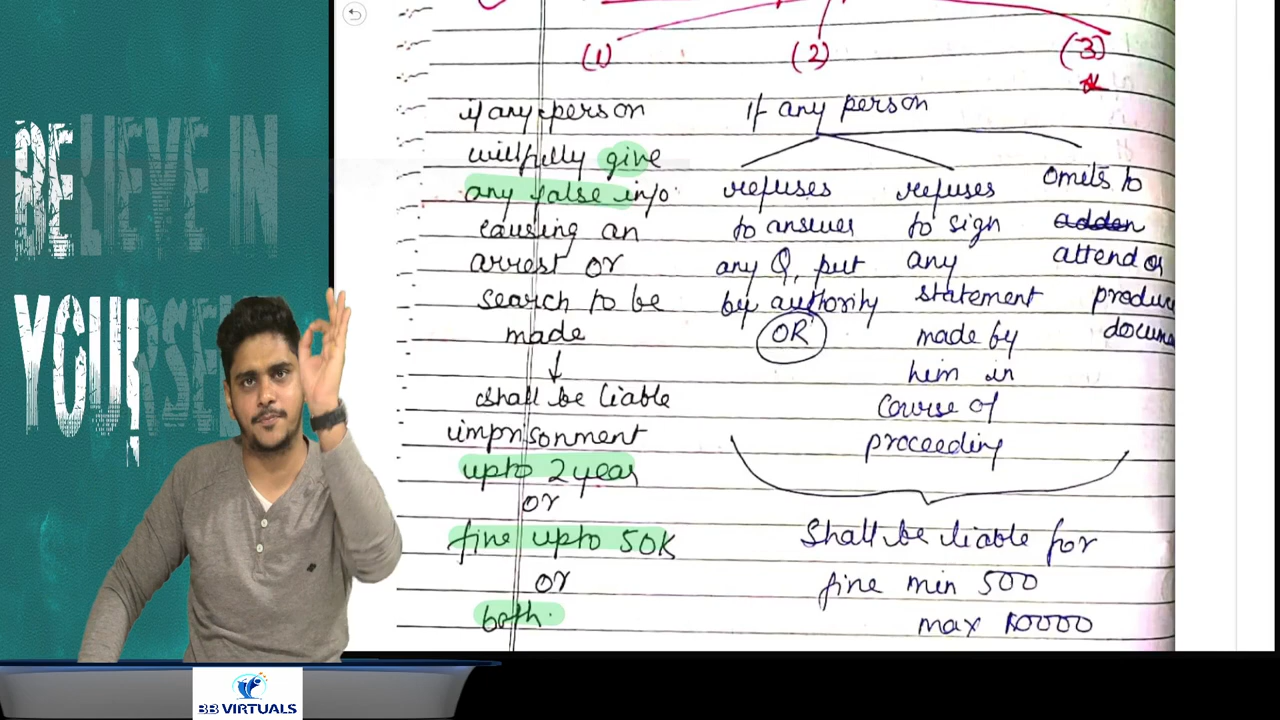 BELIEVE IN
YOURSELF
(1)
(2)
(3)
if any person
willfully give
any false info.
causing an
arrest or
search to be
made
shall be liable
imprisonment
upto 2 year
or
fine upto 50K
or
both.
If any person
refuses
to answer
any Q, put
by authority
OR
refuses
to sign
any
statement
made by
him in
course of
proceeding
omits to
attend or
produce
docume
Shall be liable for
fine min 500
max 10000
BB VIRTUALS